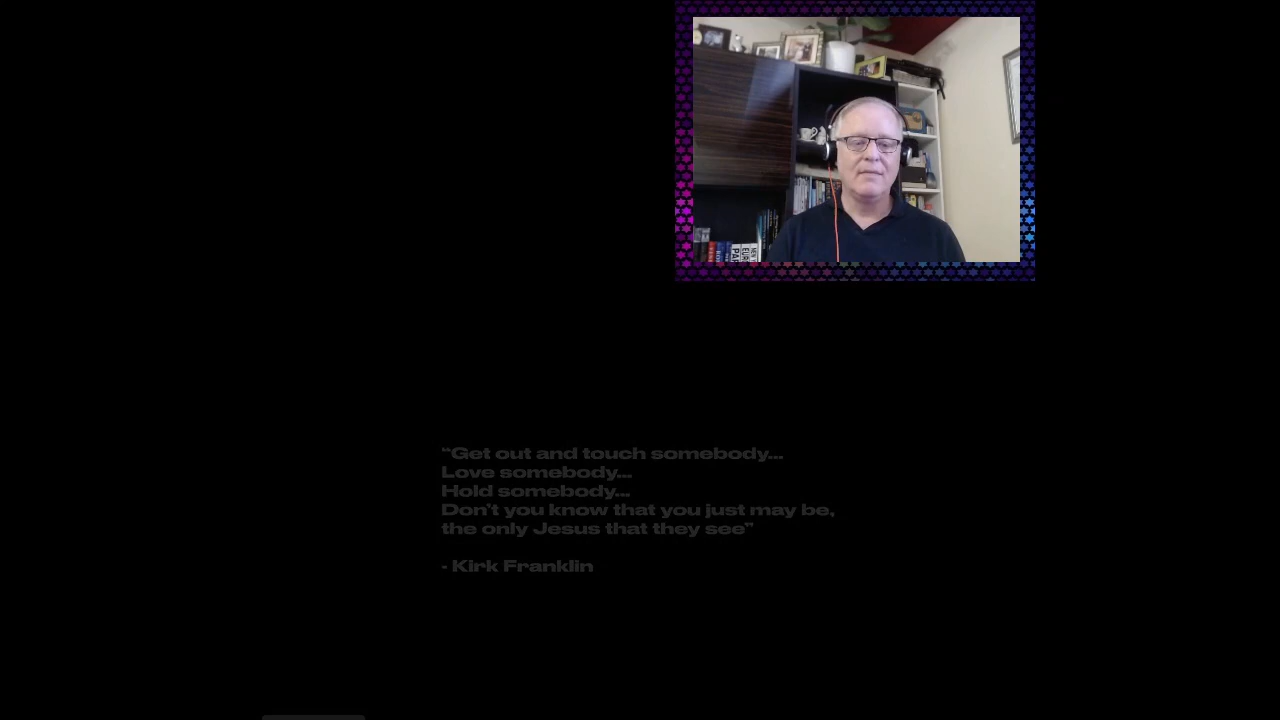 “Get out and touch somebody...
Love somebody...
Hold somebody...
Don't you know that you just may be,
the only Jesus that they see”
- Kirk Franklin